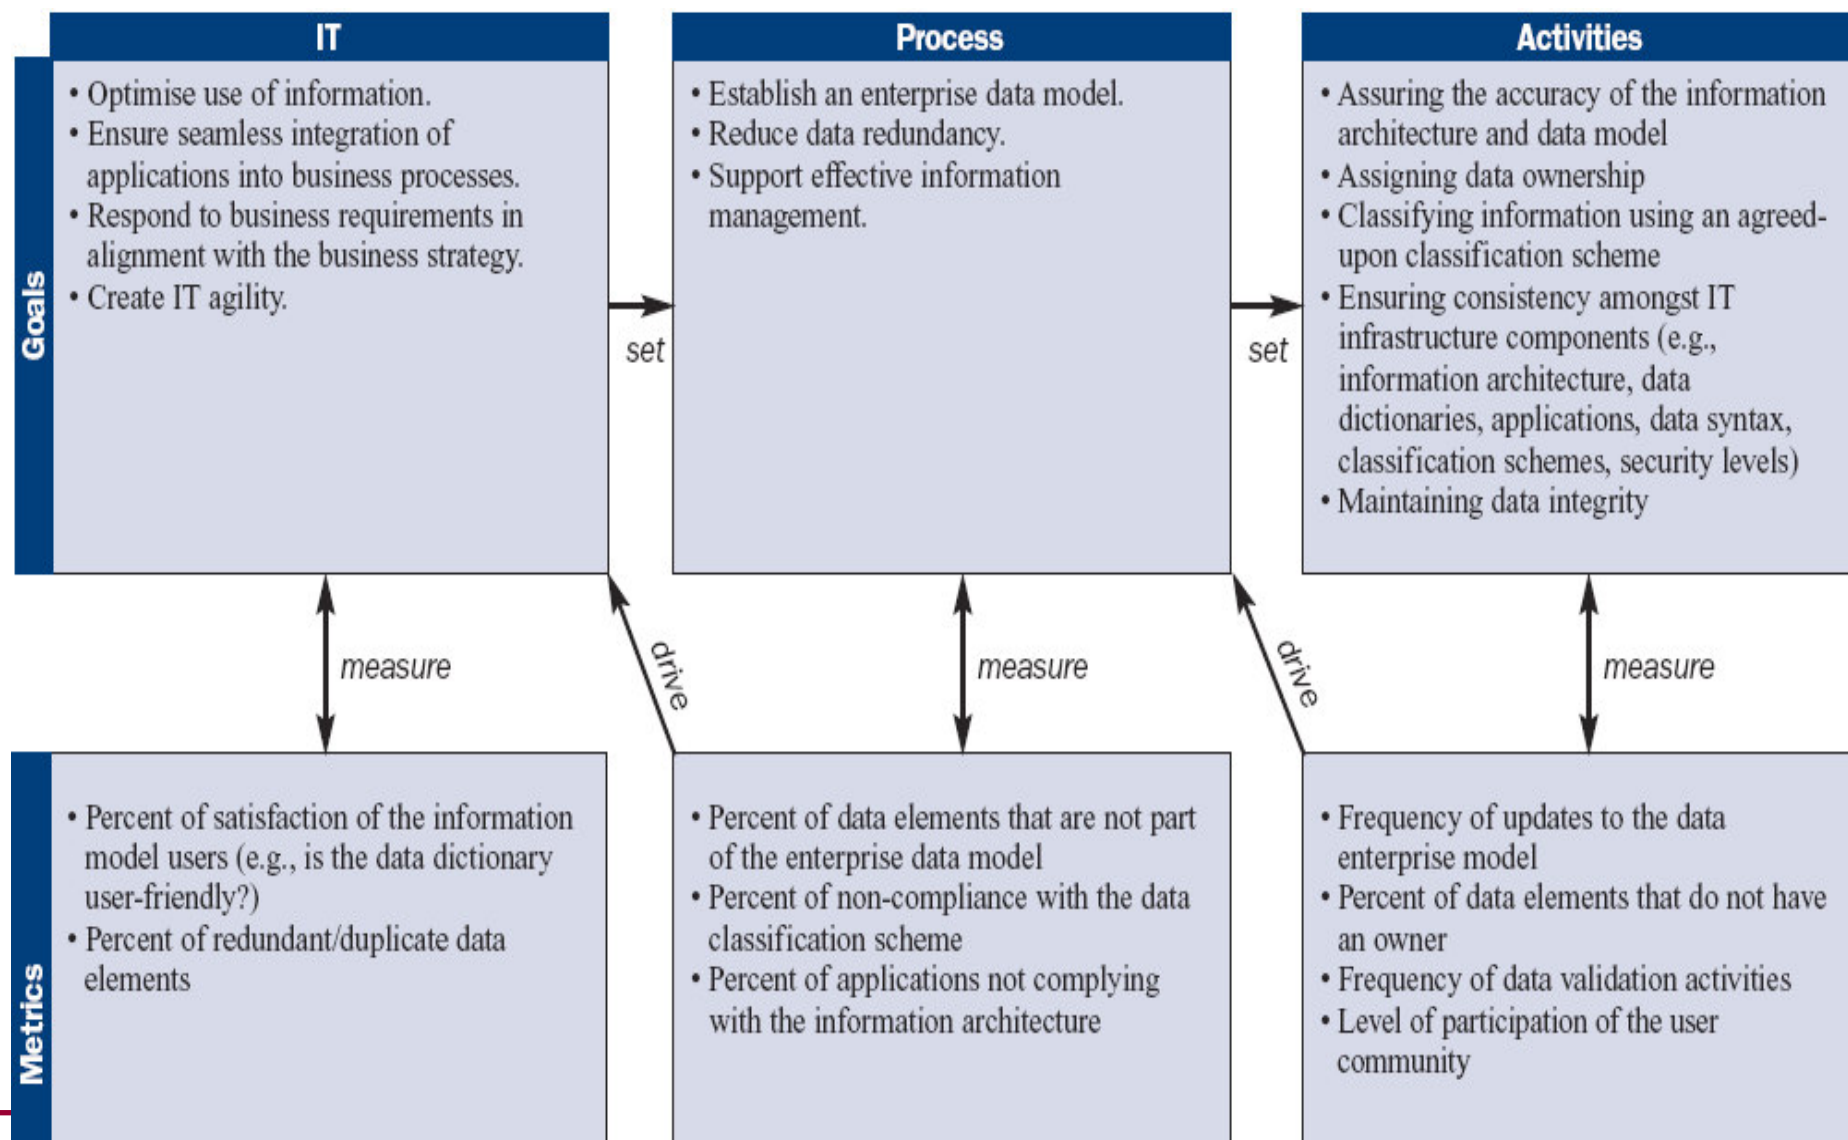 IT
Process
Activities
Goals
• Optimise use of information.
• Ensure seamless integration of
applications into business processes.
• Respond to business requirements in
alignment with the business strategy.
• Create IT agility.
set
• Establish an enterprise data model.
• Reduce data redundancy.
• Support effective information
management.
set
• Assuring the accuracy of the information
architecture and data model
• Assigning data ownership
• Classifying information using an agreed-
upon classification scheme
• Ensuring consistency amongst IT
infrastructure components (e.g.,
information architecture, data
dictionaries, applications, data syntax,
classification schemes, security levels)
• Maintaining data integrity
measure
drive
measure
drive
measure
Metrics
• Percent of satisfaction of the information
model users (e.g., is the data dictionary
user-friendly?)
• Percent of redundant/duplicate data
elements
• Percent of data elements that are not part
of the enterprise data model
• Percent of non-compliance with the data
classification scheme
• Percent of applications not complying
with the information architecture
• Frequency of updates to the data
enterprise model
• Percent of data elements that do not have
an owner
• Frequency of data validation activities
• Level of participation of the user
community